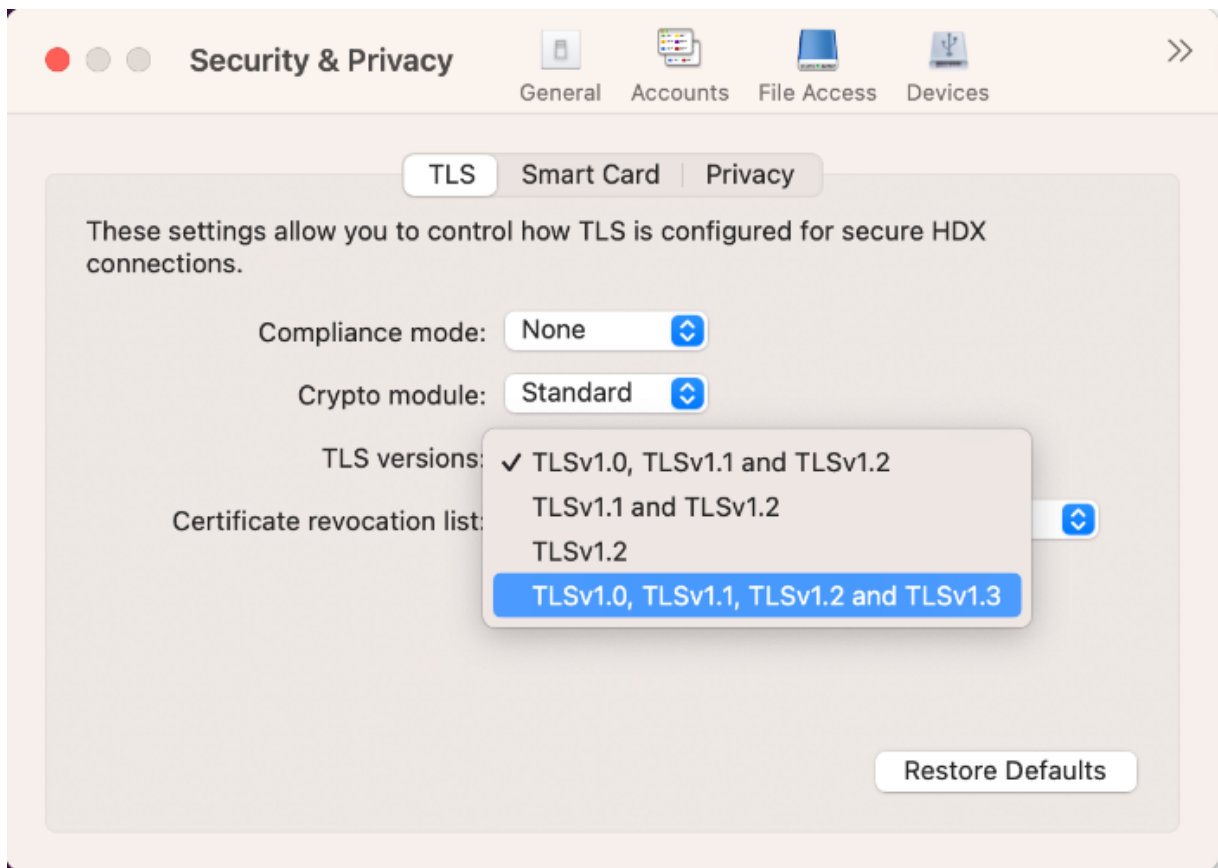 Security & Privacy
General
Accounts
File Access
Devices
TLS
Smart Card
Privacy
These settings allow you to control how TLS is configured for secure HDX
connections.
Compliance mode: None
Crypto module: Standard
TLS versions:
✓ TLSv1.0, TLSv1.1 and TLSv1.2
TLSv1.1 and TLSv1.2
TLSv1.2
TLSv1.0, TLSv1.1, TLSv1.2 and TLSv1.3
Certificate revocation list:
Restore Defaults